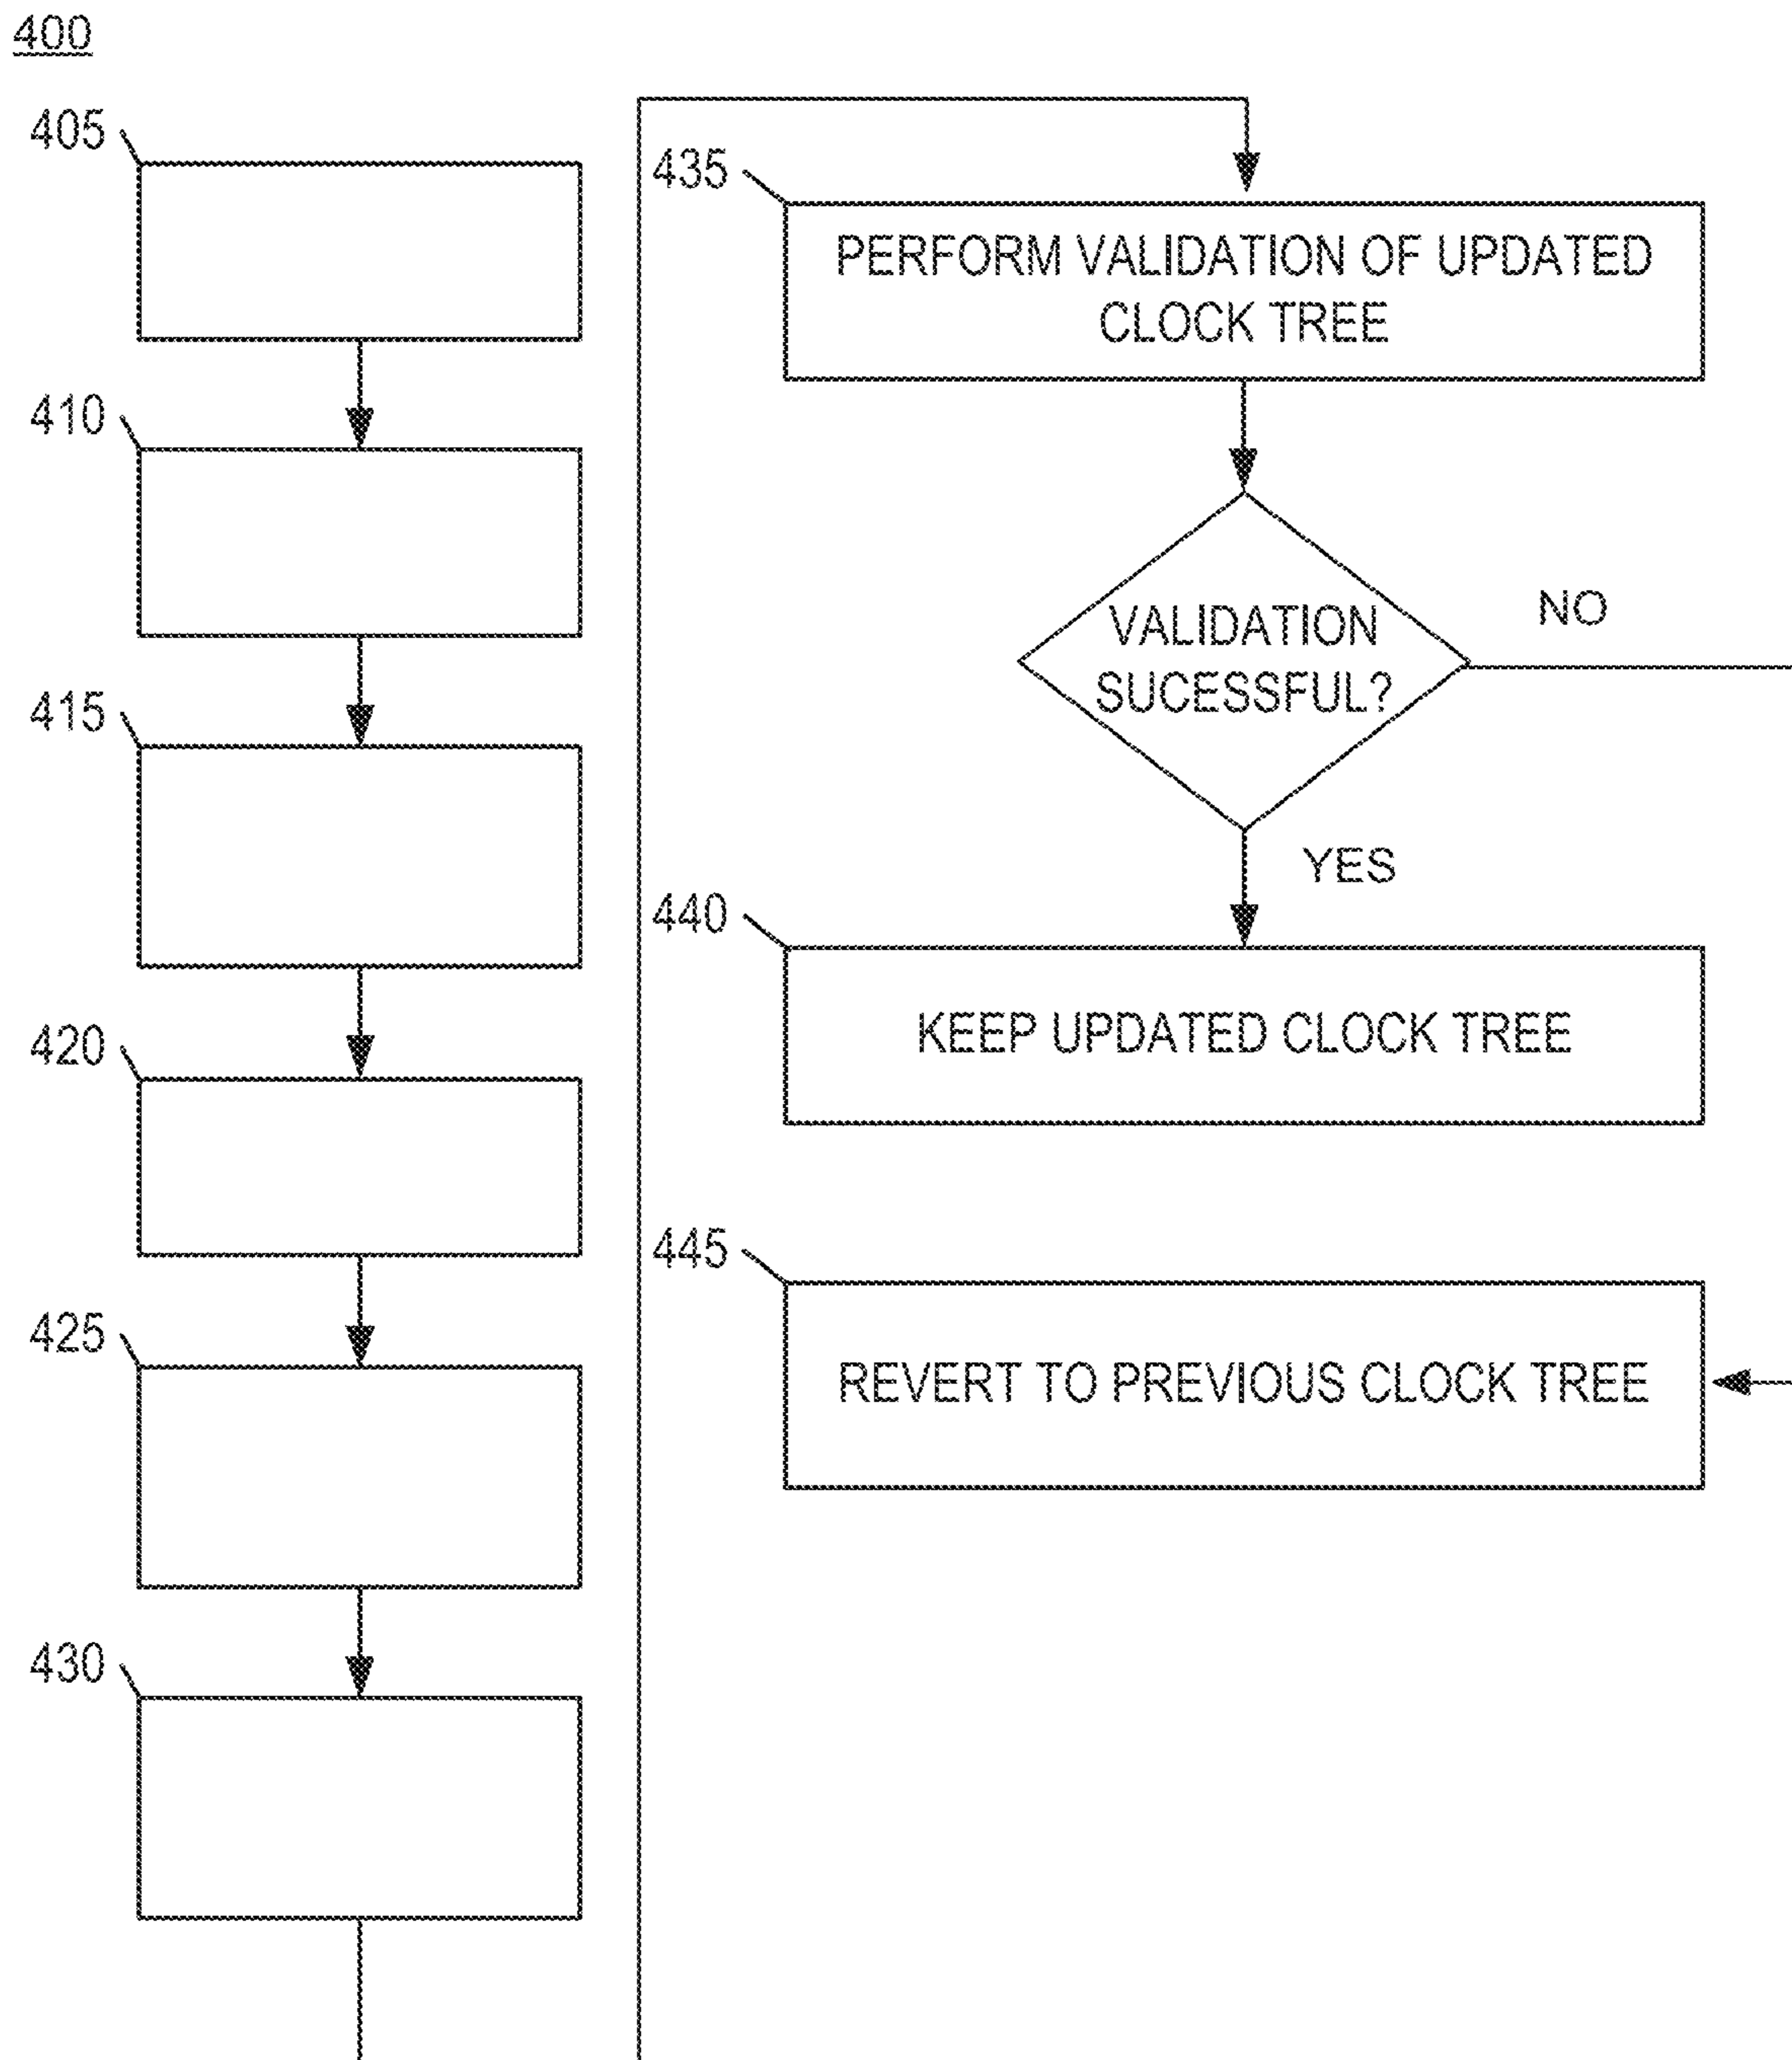 400
405
410
415
420
425
430
435
PERFORM VALIDATION OF UPDATED
CLOCK TREE
VALIDATION
SUCESSFUL?
NO
YES
440
KEEP UPDATED CLOCK TREE
445
REVERT TO PREVIOUS CLOCK TREE